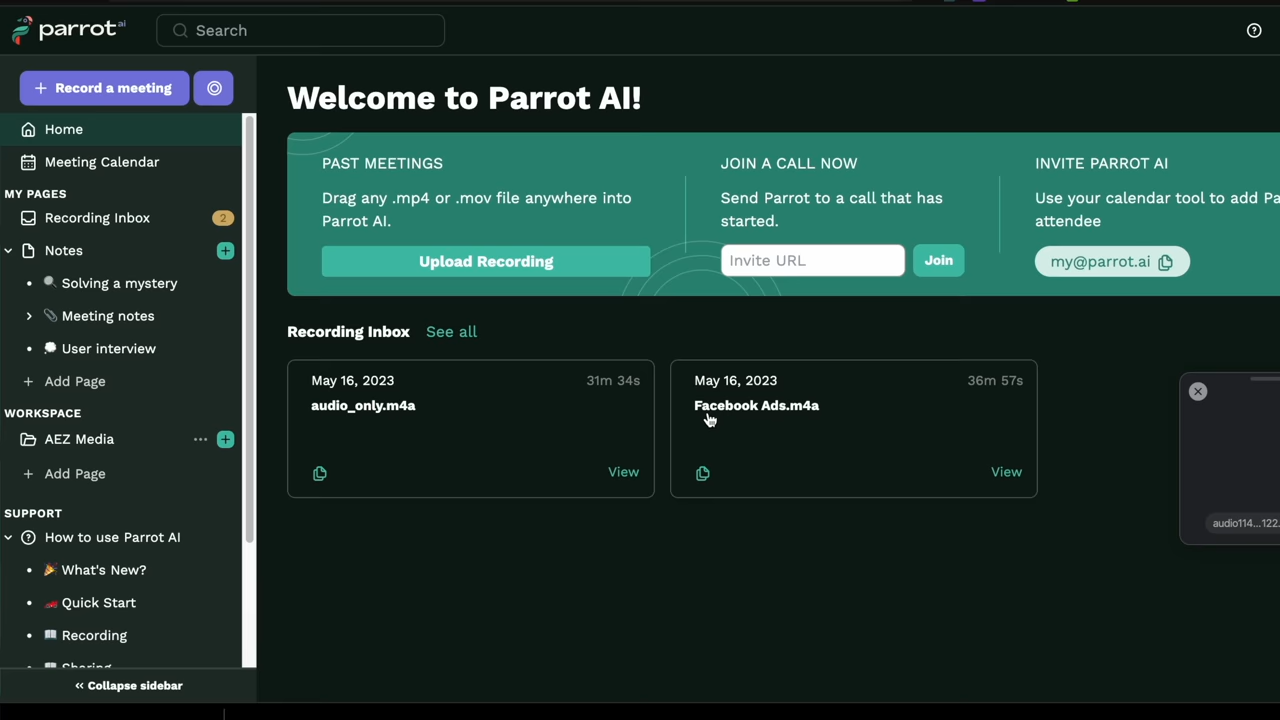 parrot ai
Search
+ Record a meeting
Home
Meeting Calendar
MY PAGES
Recording Inbox 2
Notes
Solving a mystery
Meeting notes
User interview
+ Add Page
WORKSPACE
AEZ Media
+ Add Page
SUPPORT
How to use Parrot AI
What's New?
Quick Start
Recording
Sharing
« Collapse sidebar
Welcome to Parrot AI!
PAST MEETINGS
Drag any .mp4 or .mov file anywhere into
Parrot AI.
Upload Recording
JOIN A CALL NOW
Send Parrot to a call that has
started.
Invite URL
Join
INVITE PARROT AI
Use your calendar tool to add Pa
attendee
my@parrot.ai
Recording Inbox See all
May 16, 2023 31m 34s
audio_only.m4a
View
May 16, 2023 36m 57s
Facebook Ads.m4a
View
audio114...122.